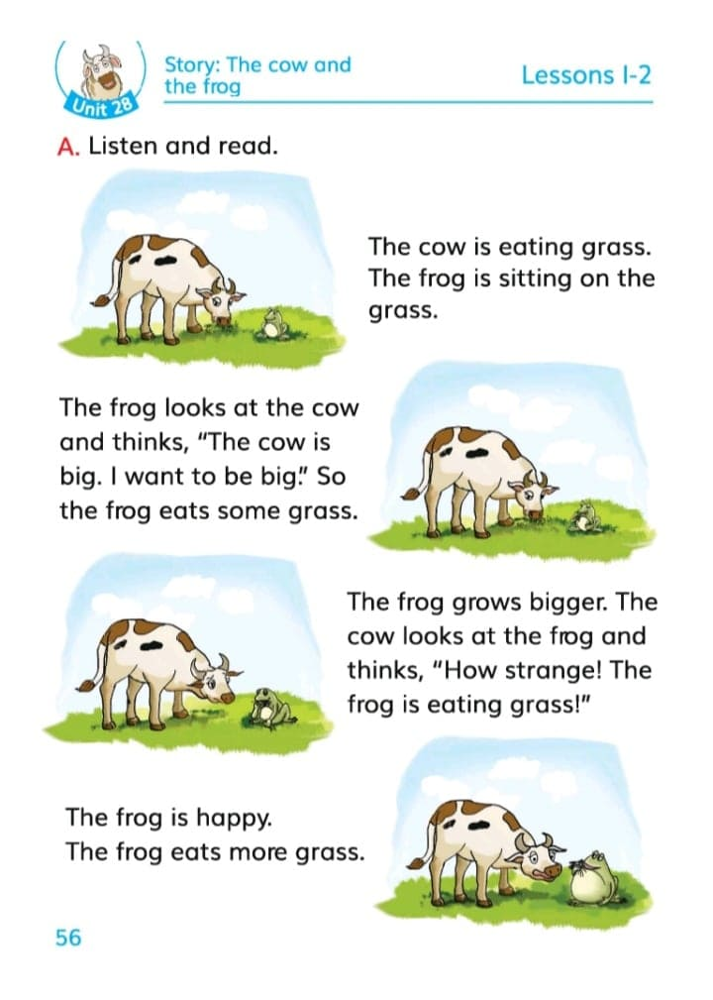 Unit 28
Story: The cow and
the frog
Lessons 1-2
A. Listen and read.
The cow is eating grass.
The frog is sitting on the
grass.
The frog looks at the cow
and thinks, "The cow is
big. I want to be big." So
the frog eats some grass.
The frog grows bigger. The
cow looks at the frog and
thinks, "How strange! The
frog is eating grass!"
The frog is happy.
The frog eats more grass.
56